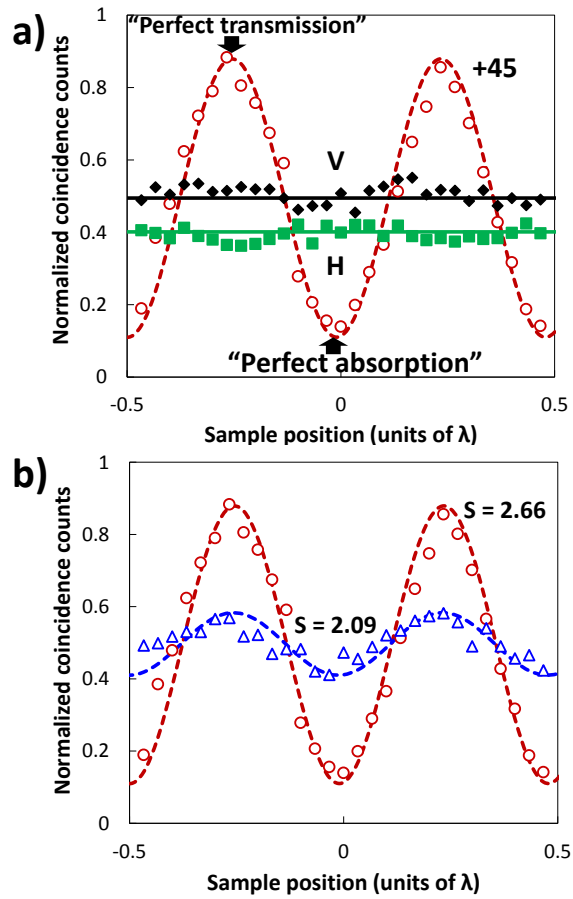 a)
"Perfect transmission"
+45
V
H
"Perfect absorption"
Normalized coincidence counts
1
0.8
0.6
0.4
0.2
0
-0.5
0
0.5
Sample position (units of λ)
b)
S = 2.66
S = 2.09
Normalized coincidence counts
1
0.8
0.6
0.4
0.2
0
-0.5
0
0.5
Sample position (units of λ)